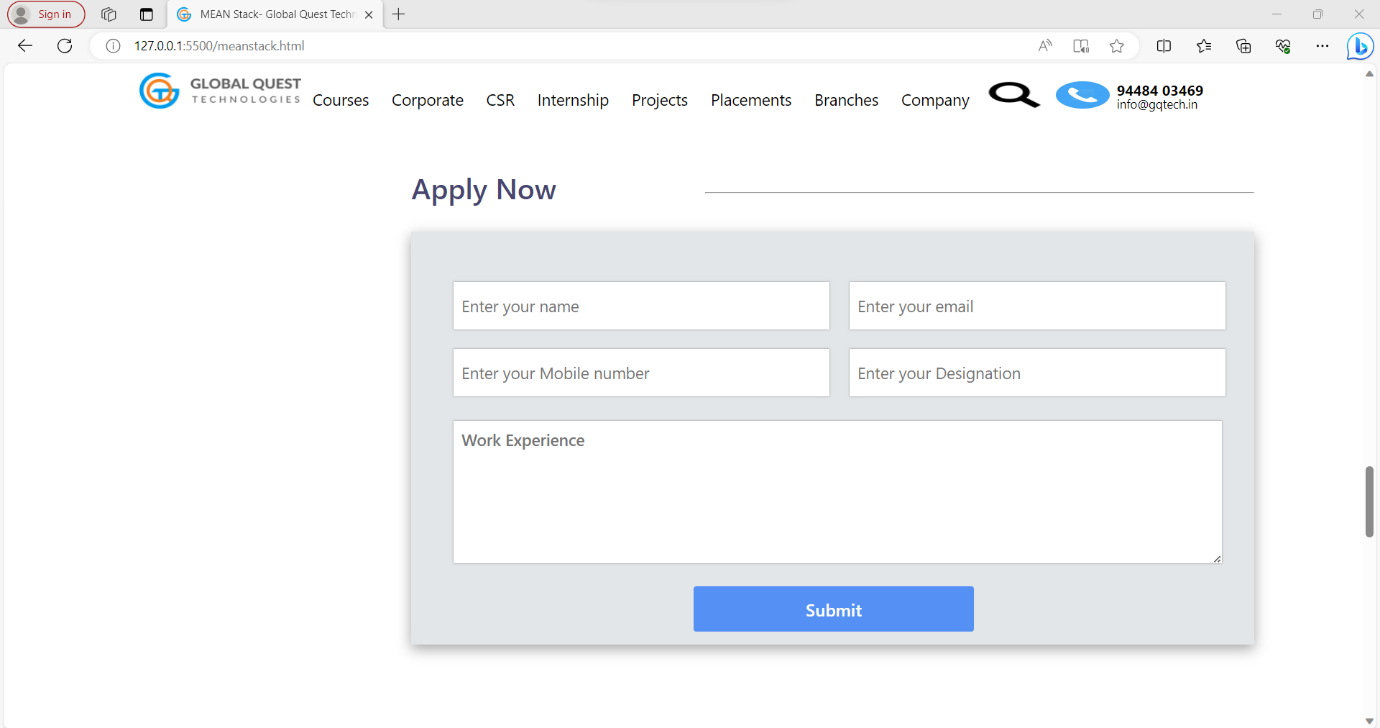 Sign in
MEAN Stack- Global Quest Techn
127.0.0.1:5500/meanstack.html
GLOBAL QUEST
TECHNOLOGIES
Courses Corporate CSR Internship Projects Placements Branches Company
94484 03469
info@gqtech.in
Apply Now
Enter your name Enter your email
Enter your Mobile number Enter your Designation
Work Experience
Submit